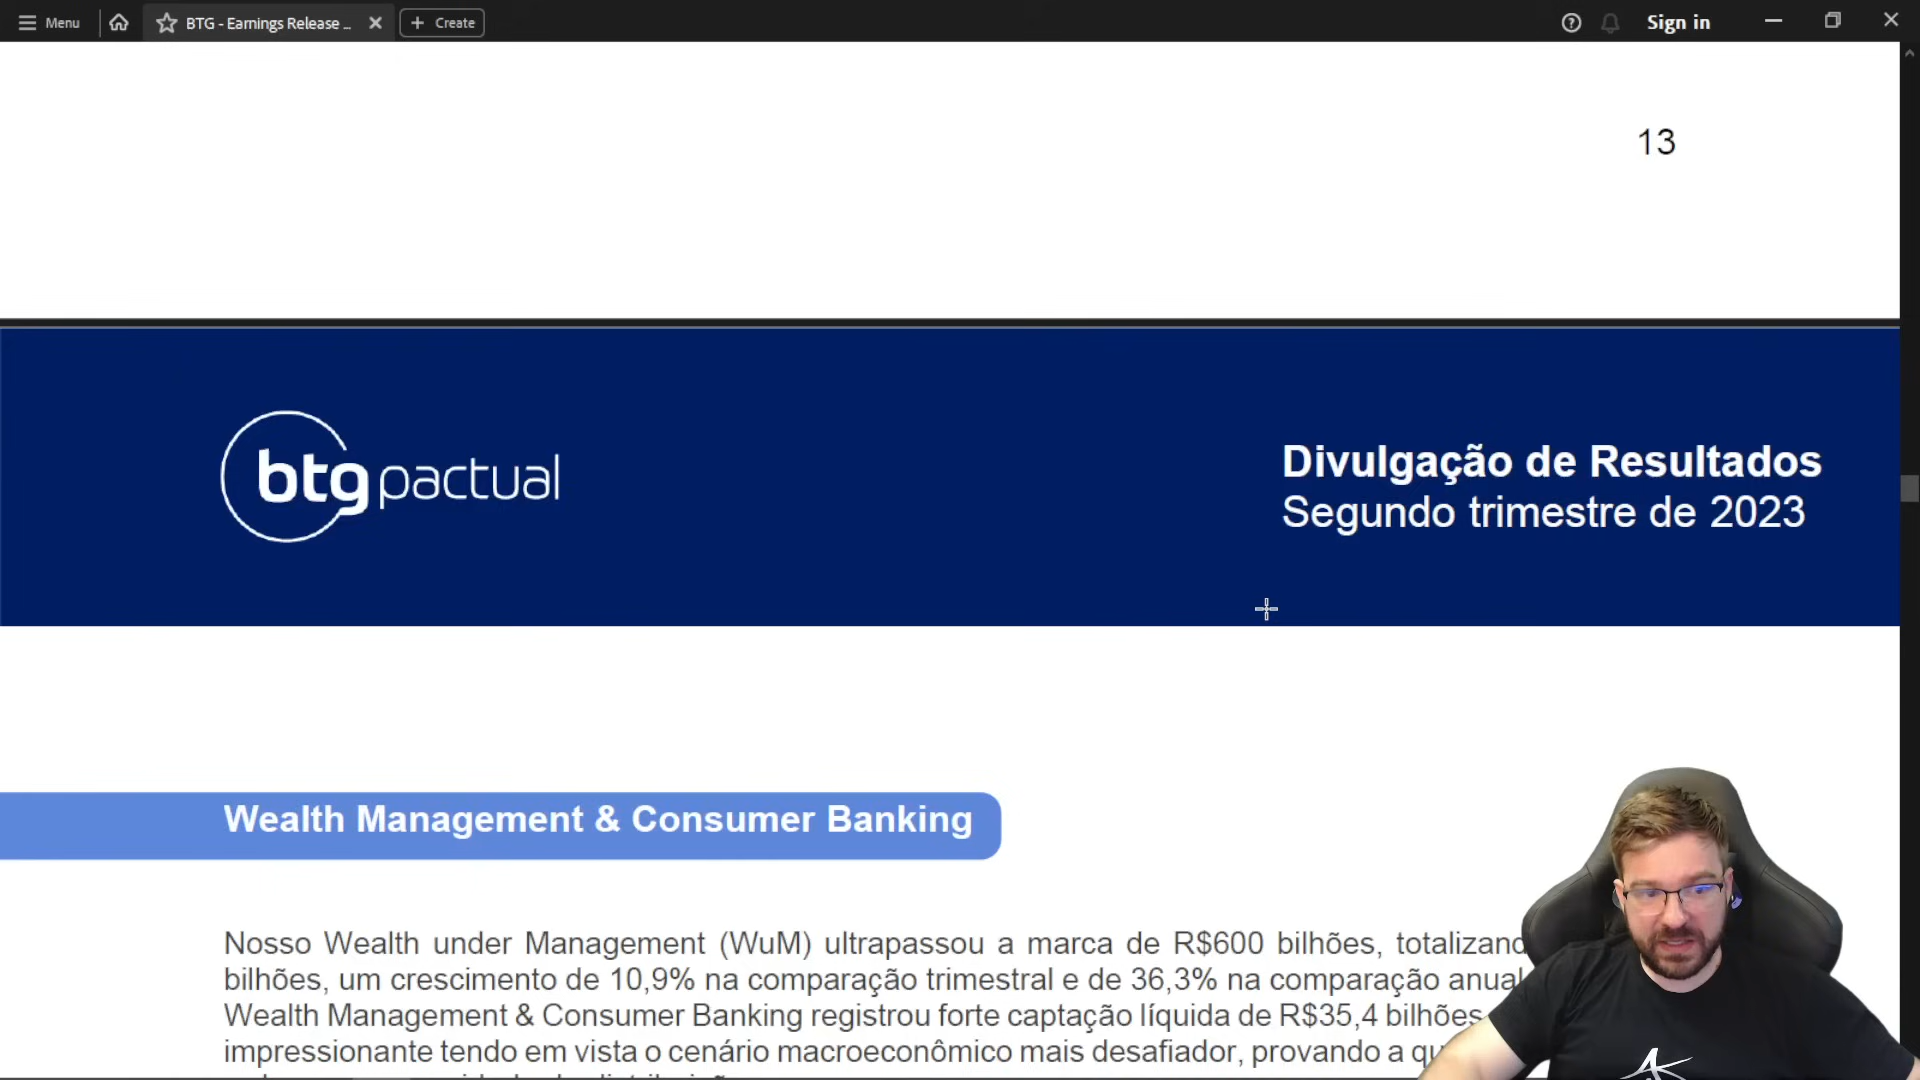 Menu
BTG - Earnings Release ...
Create
Sign in
13
btg pactual
Divulgação de Resultados
Segundo trimestre de 2023
Wealth Management & Consumer Banking
Nosso Wealth under Management (WuM) ultrapassou a marca de R$600 bilhões,
bilhões, um crescimento de 10,9% na comparação trimestral e de 36,3% na comparação anual
Wealth Management & Consumer Banking registrou forte captação líquida de R$35,4 bilhões
impressionante tendo em vista o cenário macroeconômico mais desafiador, provando a